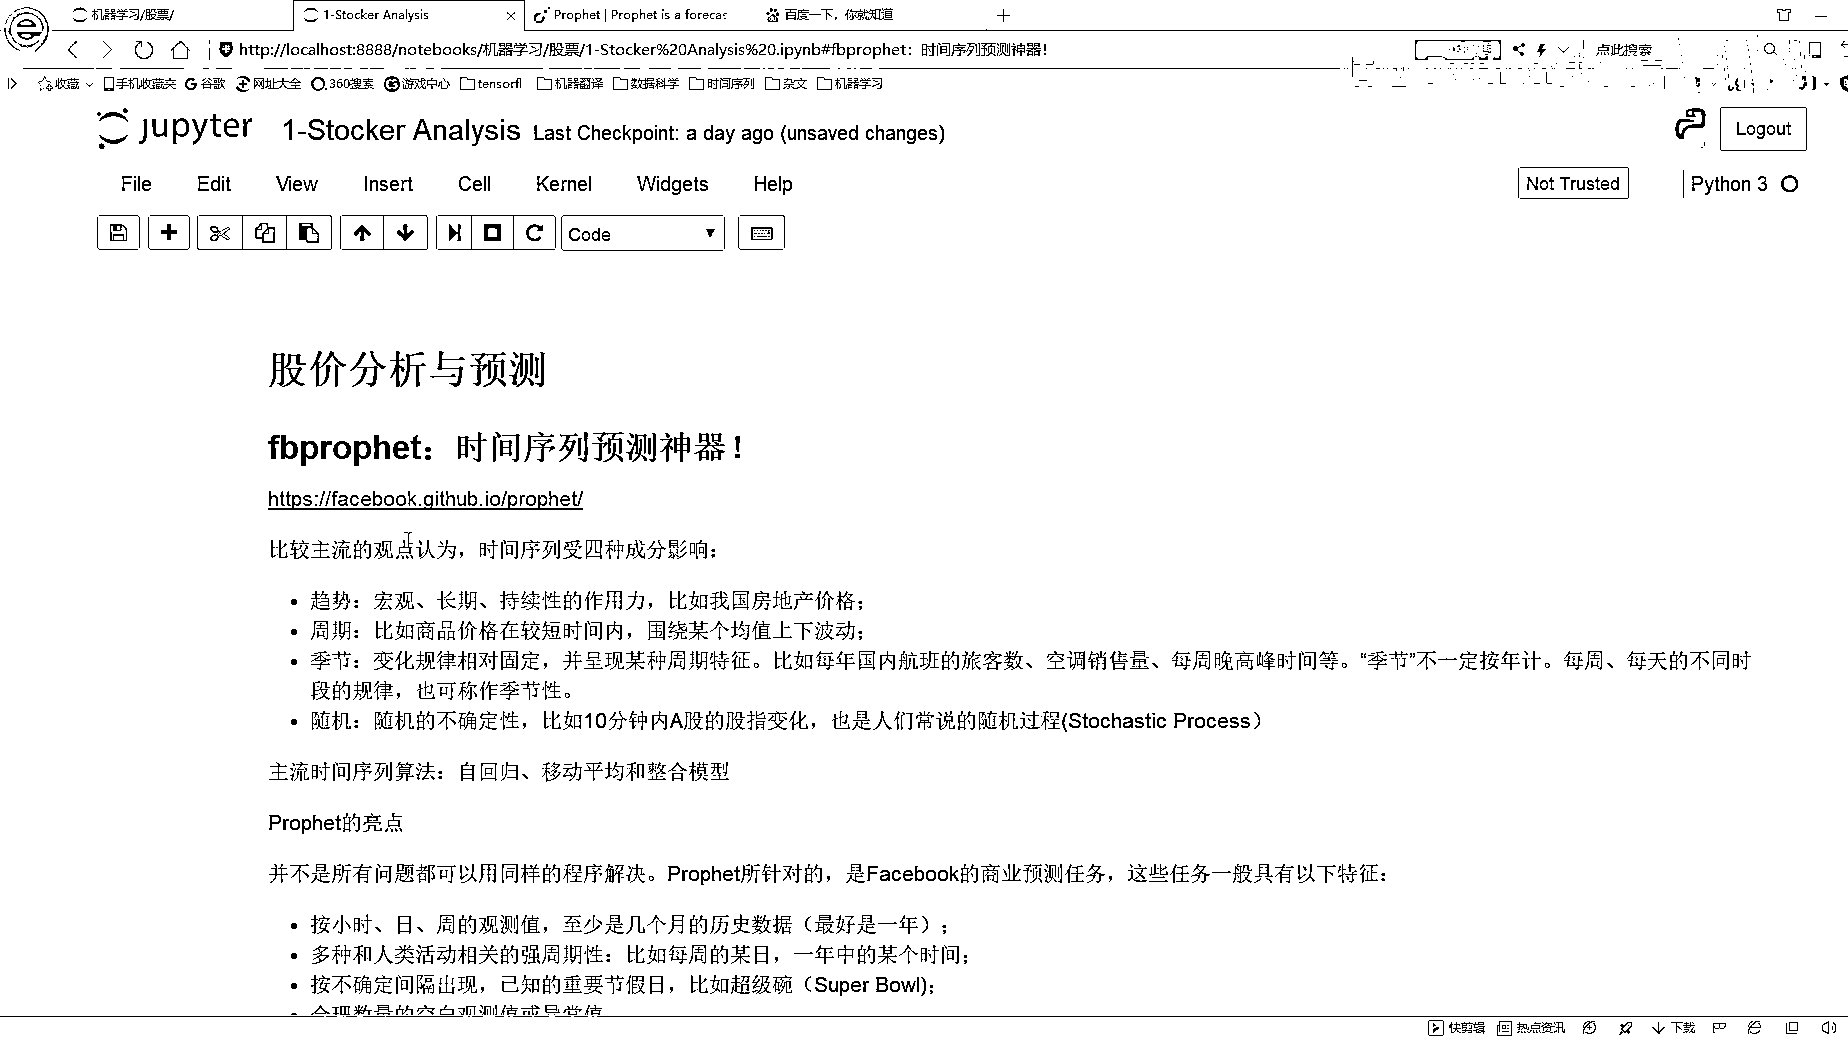 机器学习/股票/ 1-Stocker Analysis Prophet | Prophet is a forecas 百度一下，你就知道
http://localhost:8888/notebooks/机器学习/股票/1-Stocker%20Analysis%20.ipynb#fbprophet：时间序列预测神器！ 点此搜索
收藏 手机收藏夹 谷歌 网址大全 360搜索 游戏中心 tensorfl 机器翻译 数据科学 时间序列 杂文 机器学习
jupyter 1-Stocker Analysis Last Checkpoint: a day ago (unsaved changes) Logout
File Edit View Insert Cell Kernel Widgets Help Not Trusted Python 3
Code
股价分析与预测
fbprophet：时间序列预测神器！
https://facebook.github.io/prophet/
比较主流的观点认为，时间序列受四种成分影响：
• 趋势：宏观、长期、持续性的作用力，比如我国房地产价格；
• 周期：比如商品价格在较短时间内，围绕某个均值上下波动；
• 季节：变化规律相对固定，并呈现某种周期特征。比如每年国内航班的旅客数、空调销售量、每周晚高峰时间等。“季节”不一定按年计。每周、每天的不同时
段的规律，也可称作季节性。
• 随机：随机的不确定性，比如10分钟内A股的股指变化，也是人们常说的随机过程(Stochastic Process）
主流时间序列算法：自回归、移动平均和整合模型
Prophet的亮点
并不是所有问题都可以用同样的程序解决。Prophet所针对的，是Facebook的商业预测任务，这些任务一般具有以下特征：
• 按小时、日、周的观测值，至少是几个月的历史数据（最好是一年）；
• 多种和人类活动相关的强周期性：比如每周的某日，一年中的某个时间；
• 按不确定间隔出现，已知的重要节假日，比如超级碗（Super Bowl);
• 合理数量的空白观测值或异常值
快剪辑 热点资讯 下载